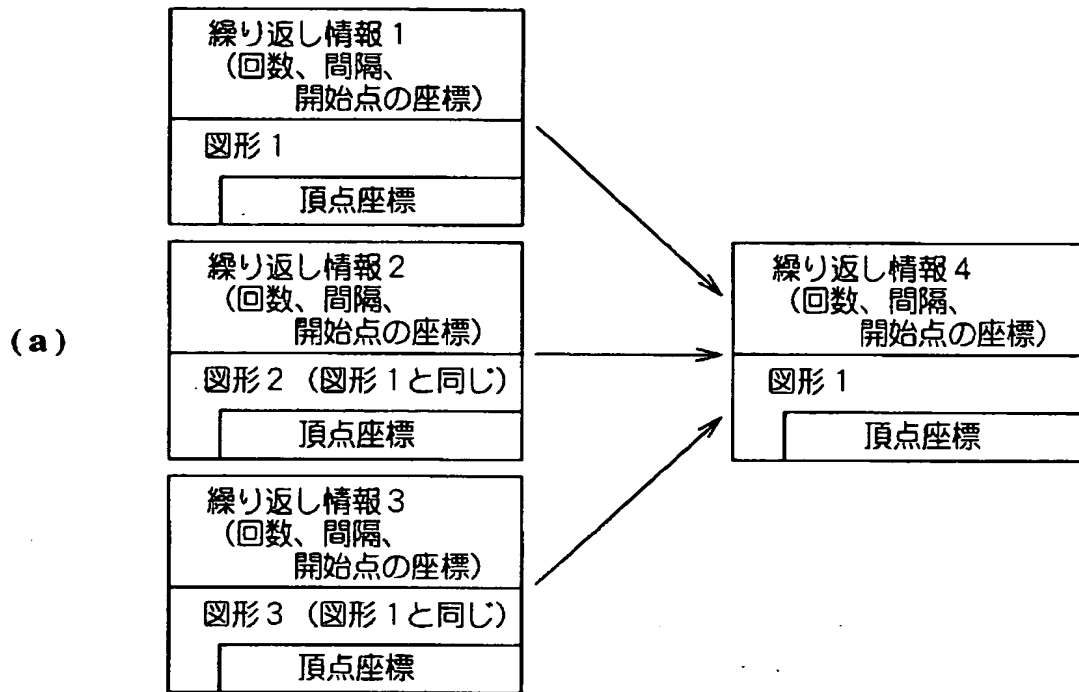 繰り返し情報1
(回数、間隔、
開始点の座標)
図形1
頂点座標
(a)
繰り返し情報2
(回数、間隔、
開始点の座標)
図形2 (図形1と同じ)
頂点座標
繰り返し情報3
(回数、間隔、
開始点の座標)
図形3 (図形1と同じ)
頂点座標
繰り返し情報4
(回数、間隔、
開始点の座標)
図形1
頂点座標